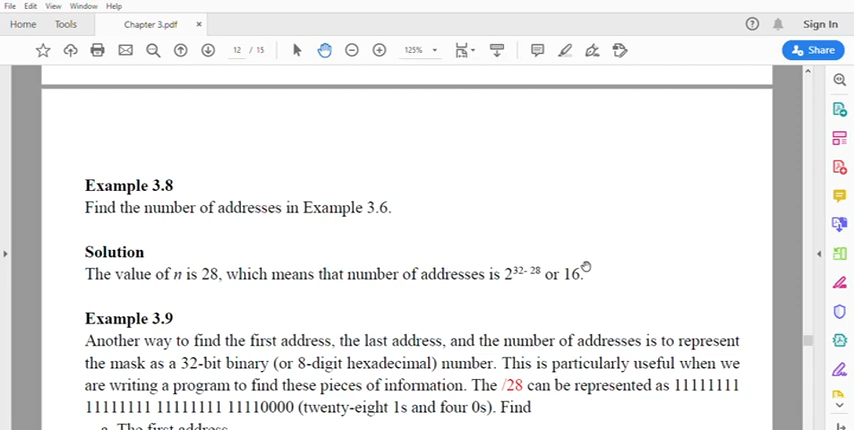 File Edit View Window Help
Home Tools Chapter 3.pdf × Sign In
12 / 15 125% Share
Example 3.8
Find the number of addresses in Example 3.6.
Solution
The value of n is 28, which means that number of addresses is 2³²⁻ ²⁸ or 16.
Example 3.9
Another way to find the first address, the last address, and the number of addresses is to represent
the mask as a 32-bit binary (or 8-digit hexadecimal) number. This is particularly useful when we
are writing a program to find these pieces of information. The /28 can be represented as 11111111
11111111 11111111 11110000 (twenty-eight 1s and four 0s). Find
a. The first address